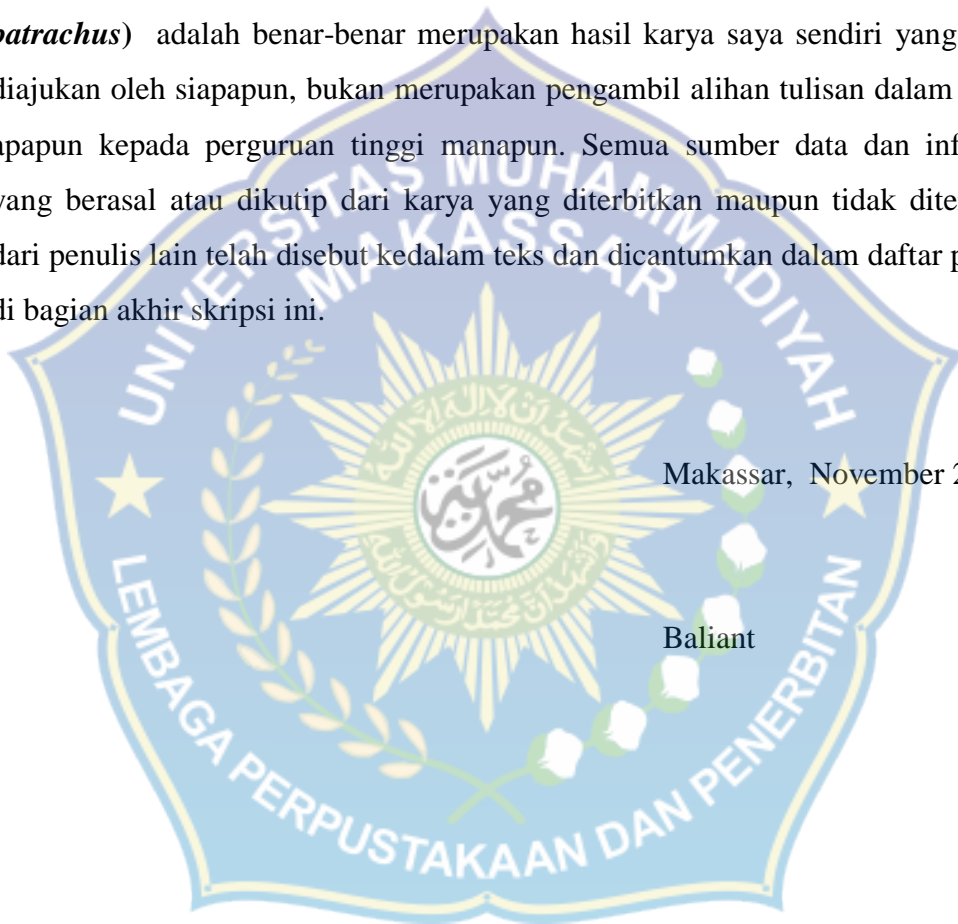 batrachus) adalah benar-benar merupakan hasil karya saya sendiri yang
diajukan oleh siapapun, bukan merupakan pengambil alihan tulisan dalam
apapun kepada perguruan tinggi manapun. Semua sumber data dan inf
yang berasal atau dikutip dari karya yang diterbitkan maupun tidak dite
dari penulis lain telah disebut kedalam teks dan dicantumkan dalam daftar p
di bagian akhir skripsi ini.
UNIVERSITAS MUHAMMADIYAH
MAKASSAR
Makassar, November 2
Baliant
LEMBAGA PERPUSTAKAAN DAN PENERBITAN